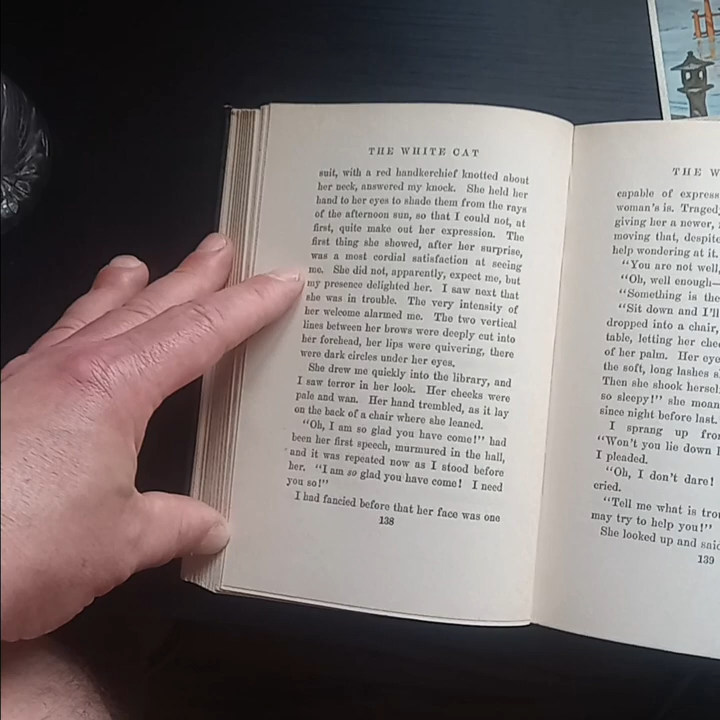 THE WHITE CAT
suit, with a red handkerchief knotted about
her neck, answered my knock. She held her
hand to her eyes to shade them from the rays
of the afternoon sun, so that I could not, at
first, quite make out her expression. The
first thing she showed, after her surprise,
was a most cordial satisfaction at seeing
me. She did not, apparently, expect me, but
my presence delighted her. I saw next that
she was in trouble. The very intensity of
her welcome alarmed me. The two vertical
lines between her brows were deeply cut into
her forehead, her lips were quivering, there
were dark circles under her eyes.
She drew me quickly into the library, and
I saw terror in her look. Her cheeks were
pale and wan. Her hand trembled, as it lay
on the back of a chair where she leaned.
"Oh, I am so glad you have come!" had
been her first speech, murmured in the hall,
and it was repeated now as I stood before
her. "I am so glad you have come! I need
you so!"
I had fancied before that her face was one
138
THE W
capable of express
woman's is. Traged
giving her a newer,
moving that, despite
help wondering at it.
"You are not well,
"Oh, well enough—
"Something is the
"Sit down and I'll
dropped into a chair,
table, letting her chee
of her palm. Her eye
the soft, long lashes s
Then she shook hersel
so sleepy!" she moan
since night before last.
I sprang up from
"Won't you lie down
I pleaded.
"Oh, I don't dare!
cried.
"Tell me what is trou
may try to help you!"
She looked up and said
139